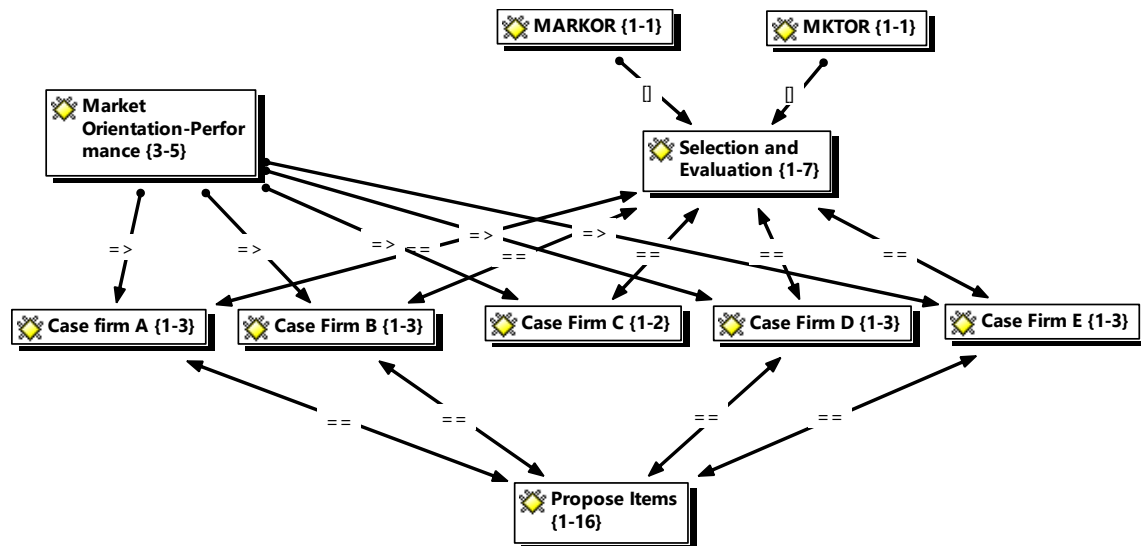 MARKOR {1-1}
MKTOR {1-1}
[]
[]
Market
Orientation-Perfor
mance {3-5}
Selection and
Evaluation {1-7}
=>
=>
=>
==
=>
==
=>
==
==
==
Case firm A {1-3}
Case Firm B {1-3}
Case Firm C {1-2}
Case Firm D {1-3}
Case Firm E {1-3}
==
==
==
==
Propose Items
{1-16}